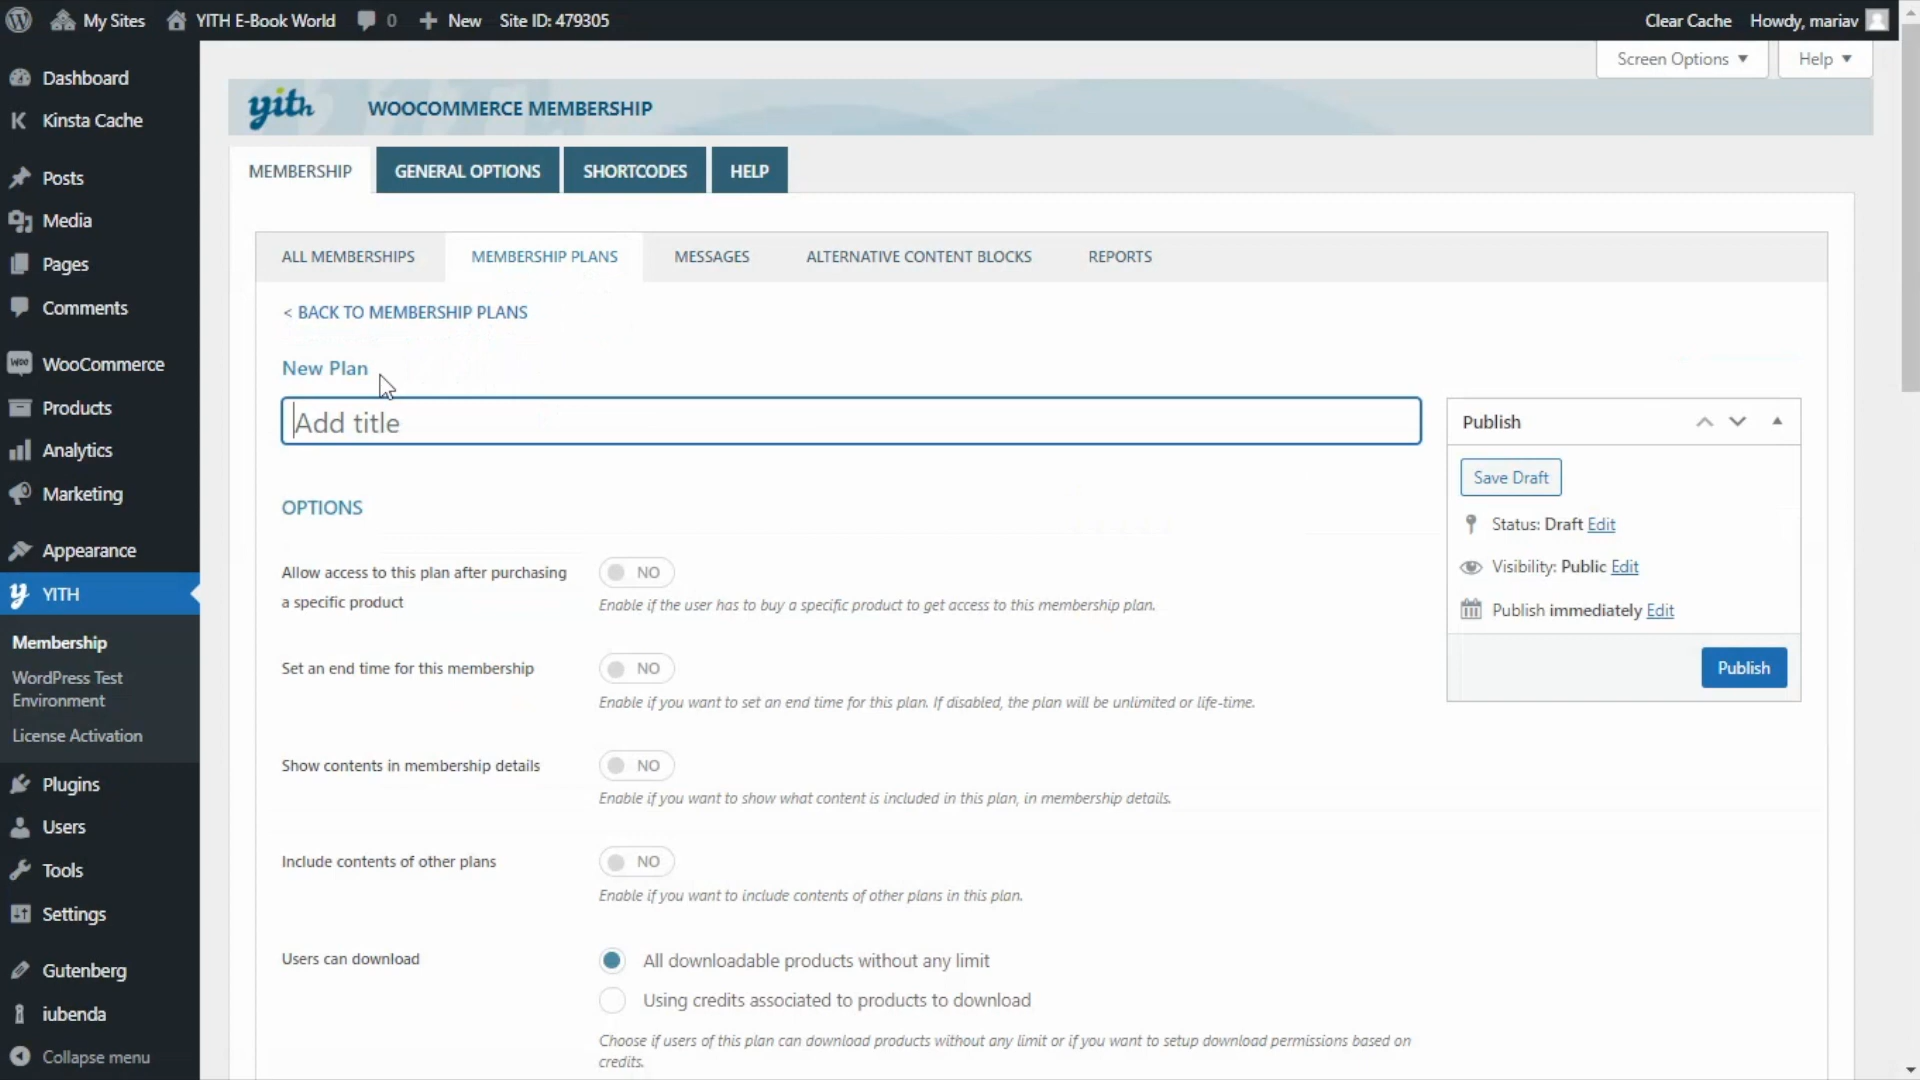 My Sites
YITH E-Book World
0
New
Site ID: 479305
Clear Cache
Howdy, mariav
Dashboard
Kinsta Cache
Posts
Media
Pages
Comments
WooCommerce
Products
Analytics
Marketing
Appearance
YITH
Membership
WordPress Test
Environment
License Activation
Plugins
Users
Tools
Settings
Gutenberg
iubenda
Collapse menu
Screen Options
Help
yith
WOOCOMMERCE MEMBERSHIP
MEMBERSHIP
GENERAL OPTIONS
SHORTCODES
HELP
ALL MEMBERSHIPS
MEMBERSHIP PLANS
MESSAGES
ALTERNATIVE CONTENT BLOCKS
REPORTS
< BACK TO MEMBERSHIP PLANS
New Plan
Add title
OPTIONS
Allow access to this plan after purchasing
a specific product
NO
Enable if the user has to buy a specific product to get access to this membership plan.
Set an end time for this membership
NO
Enable if you want to set an end time for this plan. If disabled, the plan will be unlimited or life-time.
Show contents in membership details
NO
Enable if you want to show what content is included in this plan, in membership details.
Include contents of other plans
NO
Enable if you want to include contents of other plans in this plan.
Users can download
All downloadable products without any limit
Using credits associated to products to download
Choose if users of this plan can download products without any limit or if you want to setup download permissions based on
credits.
Publish
Save Draft
Status: Draft Edit
Visibility: Public Edit
Publish immediately Edit
Publish